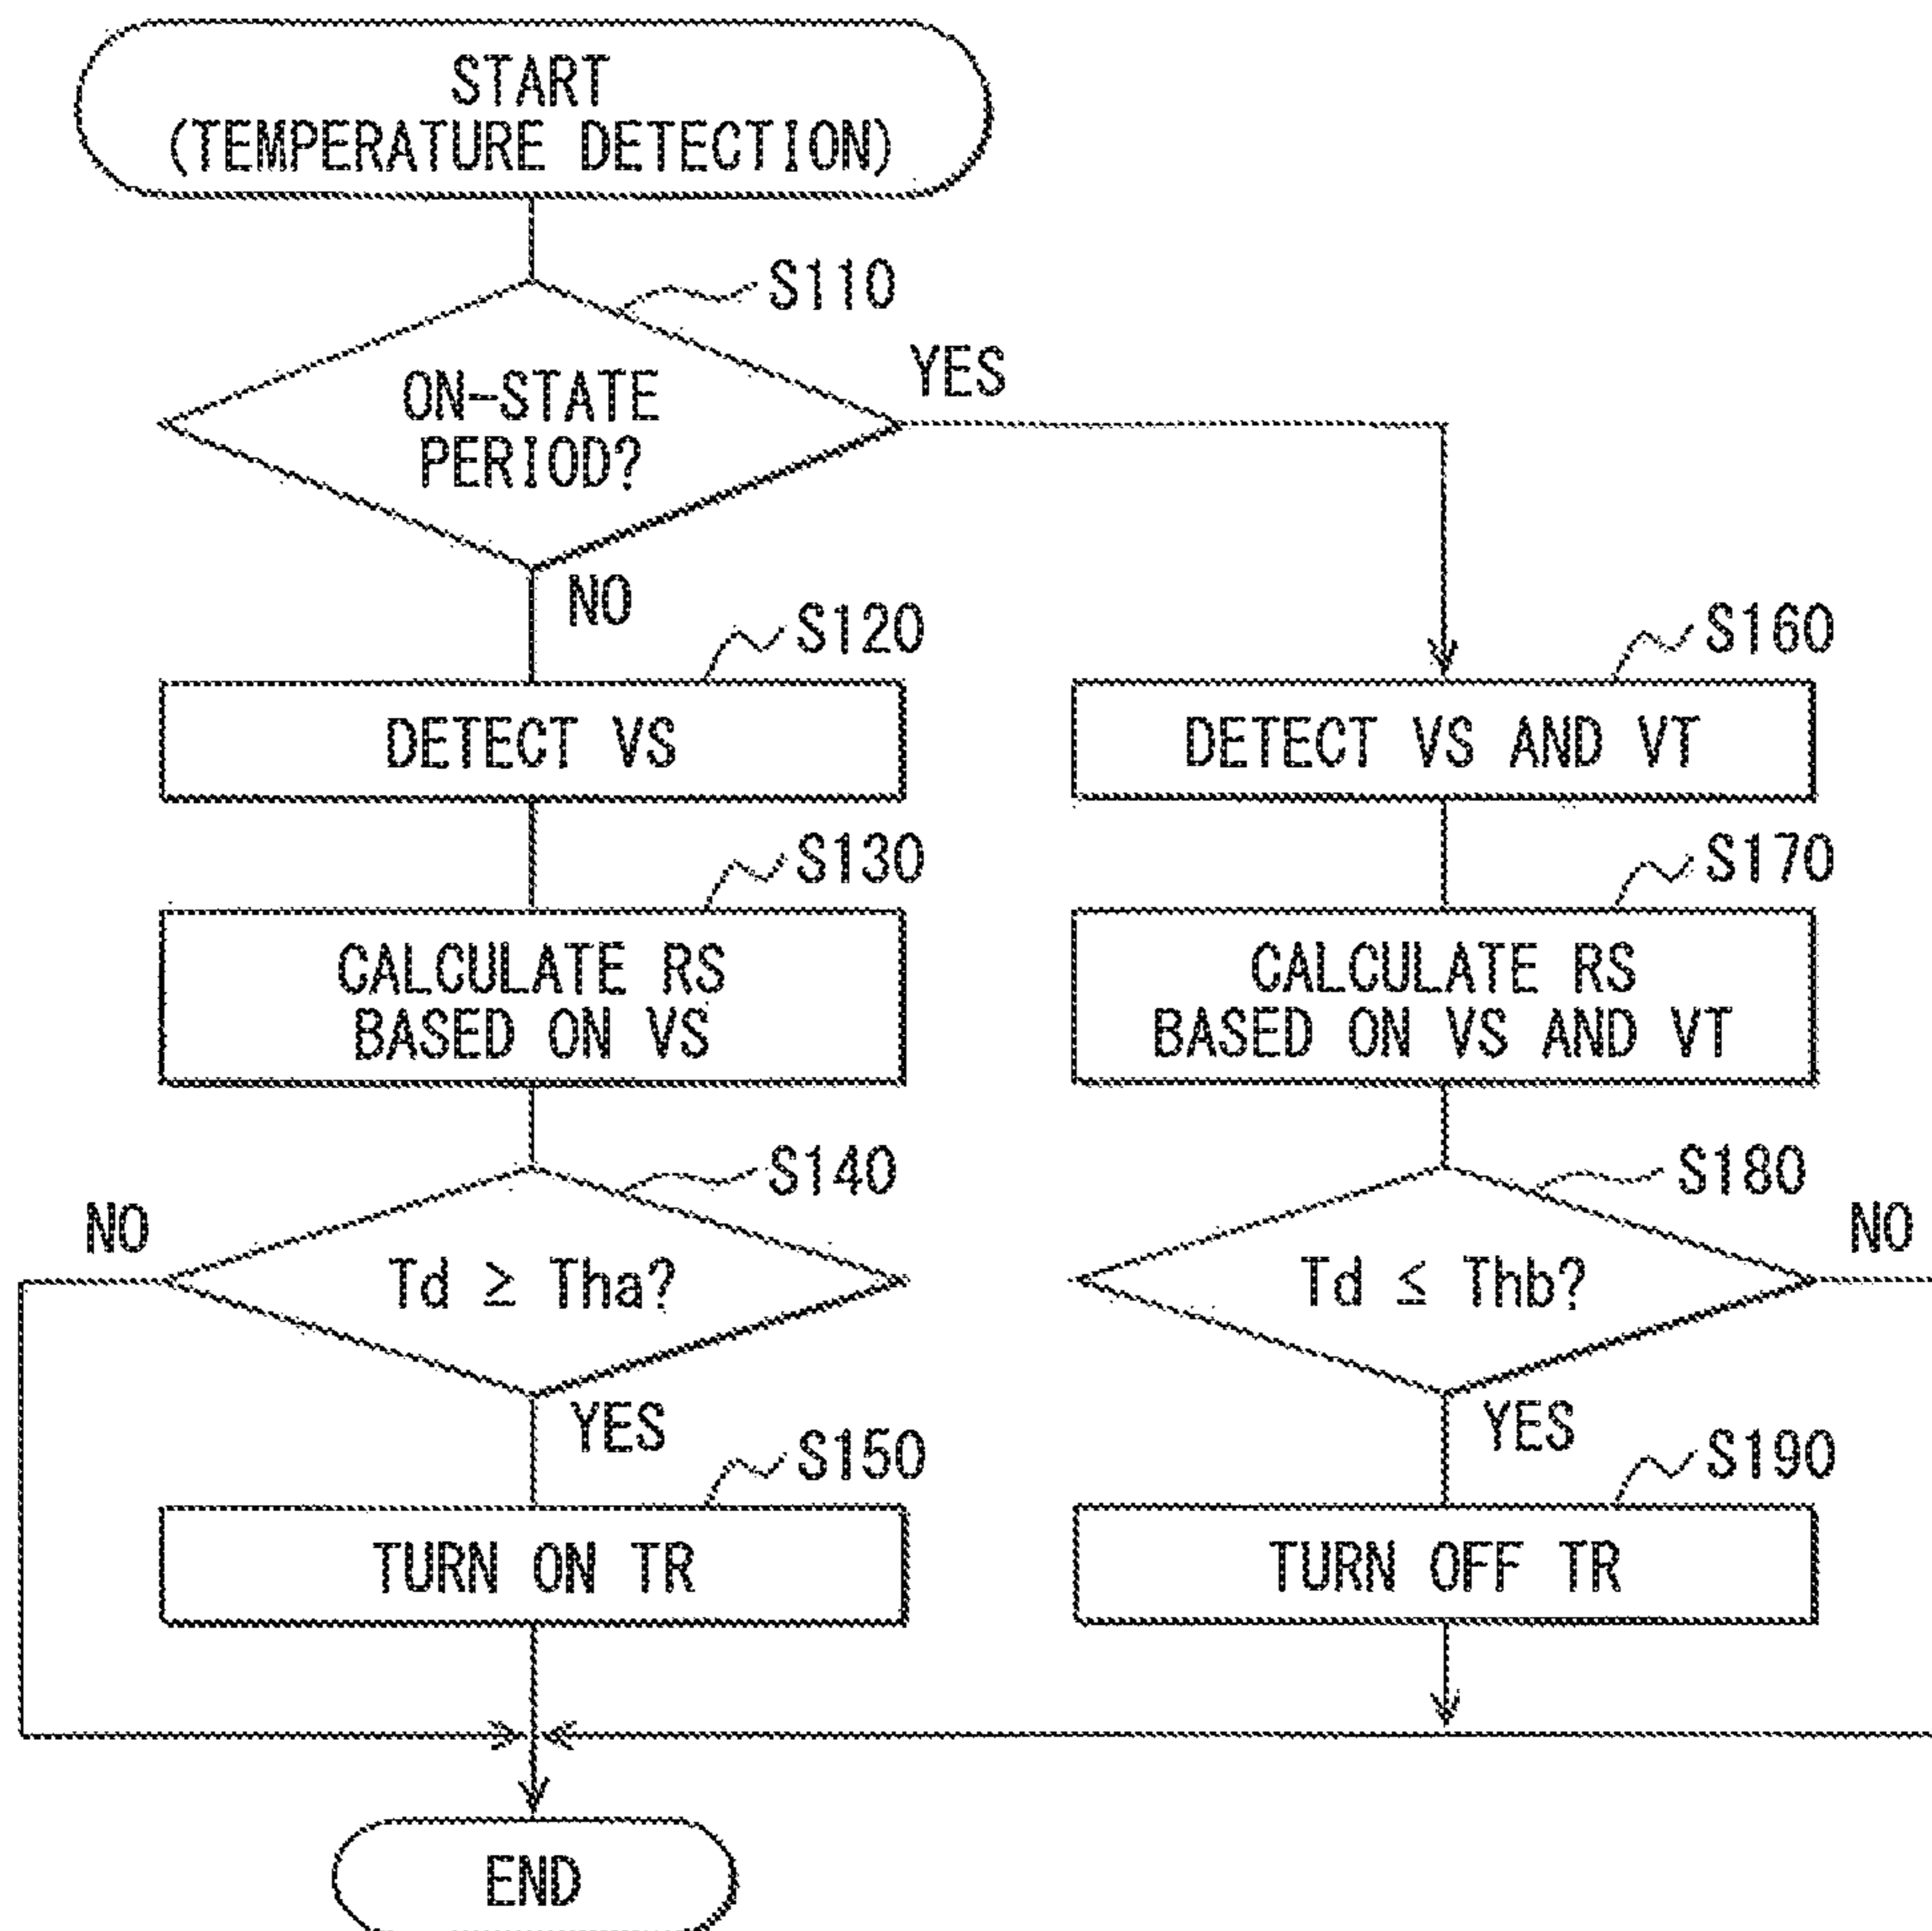 START
(TEMPERATURE DETECTION)
S110
ON-STATE
PERIOD?
YES
NO
S120
DETECT VS
S130
CALCULATE RS
BASED ON VS
S140
NO
Td ≥ Tha?
YES
S150
TURN ON TR
S160
DETECT VS AND VT
S170
CALCULATE RS
BASED ON VS AND VT
S180
NO
Td ≤ Thb?
YES
S190
TURN OFF TR
END